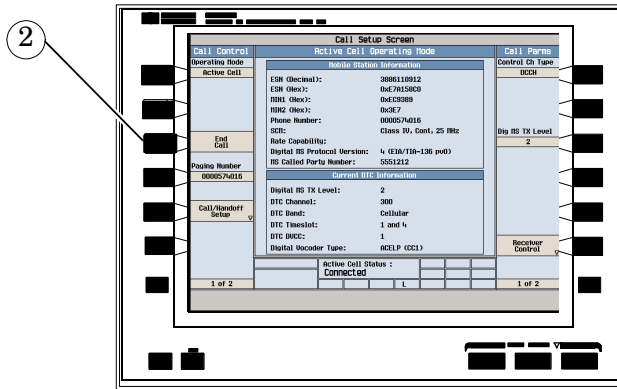 2
Call Setup Screen
Call Control
Active Cell Operating Mode
Call Parms
Operating Mode
Active Cell
End
Call
Paging Number
0000574016
Call/Handoff
Setup
1 of 2
Mobile Station Information
ESN (Decimal): 3886110912
ESN (Hex): 0xE7A158C0
MIN1 (Hex): 0xEC9389
MIN2 (Hex): 0x3E7
Phone Number: 0000574016
SCM: Class IV, Cont, 25 MHz
Rate Capability:
Digital MS Protocol Version: 4 (EIA/TIA-136 pv0)
MS Called Party Number: 5551212
Current DTC Information
Digital MS TX Level: 2
DTC Channel: 300
DTC Band: Cellular
DTC Timeslot: 1 and 4
DTC DVCC: 1
Digital Vocoder Type: ACELP (CC1)
Active Cell Status :
Connected
L
Control Ch Type
DCCH
Dig MS TX Level
2
Receiver
Control
1 of 2